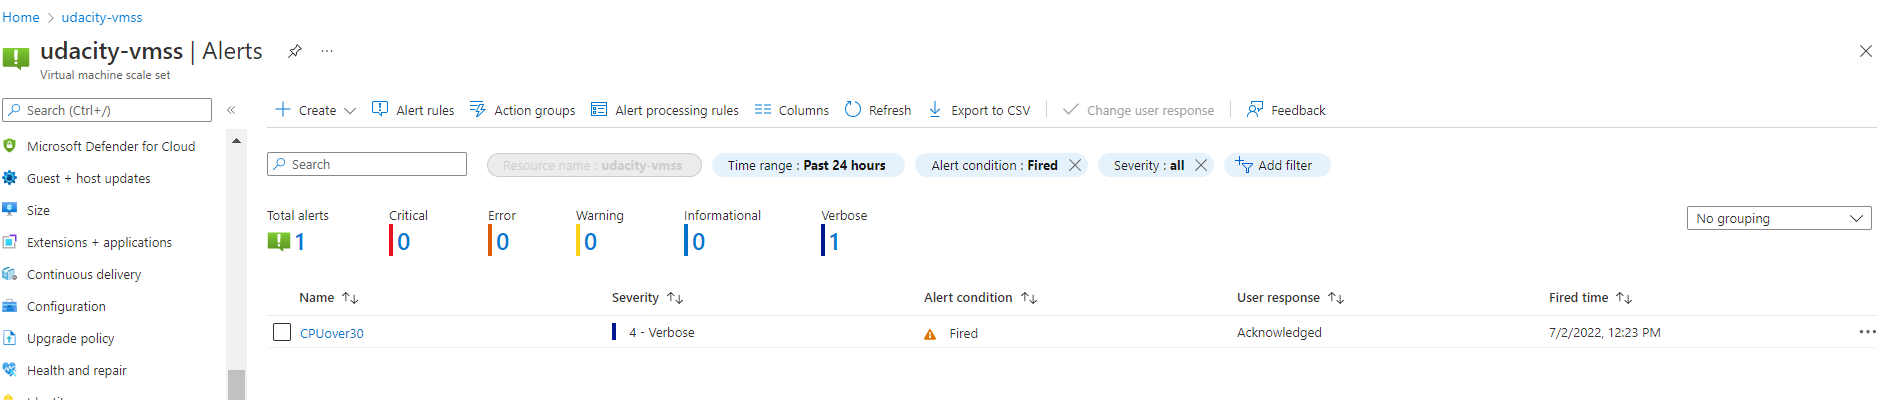 Home > udacity-vmss
udacity-vmss | Alerts
Virtual machine scale set
Search (Ctrl+/)
Microsoft Defender for Cloud
Guest + host updates
Size
Extensions + applications
Continuous delivery
Configuration
Upgrade policy
Health and repair
Create
Alert rules
Action groups
Alert processing rules
Columns
Refresh
Export to CSV
Change user response
Feedback
Search
Resource name : udacity-vmss
Time range : Past 24 hours
Alert condition : Fired
Severity : all
Add filter
Total alerts
1
Critical
0
Error
0
Warning
0
Informational
0
Verbose
1
No grouping
Name Severity Alert condition User response Fired time
CPUover30 4 - Verbose Fired Acknowledged 7/2/2022, 12:23 PM